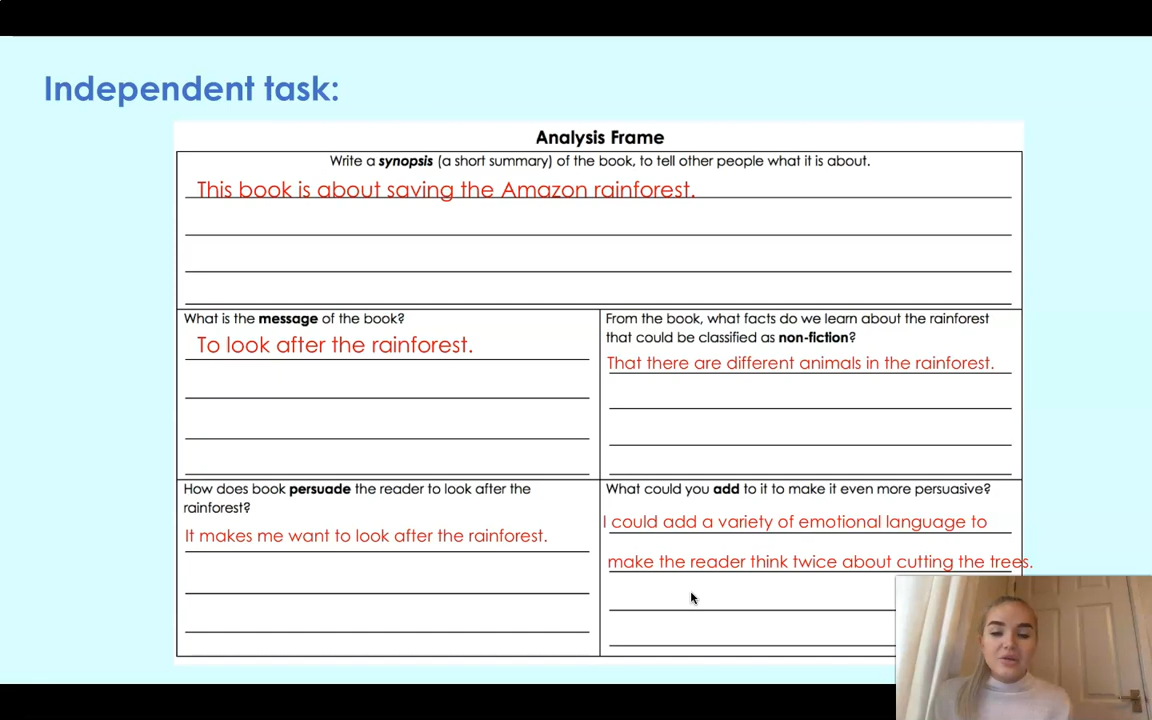 Independent task:
Analysis Frame
Write a synopsis (a short summary) of the book, to tell other people what it is about.
This book is about saving the Amazon rainforest.
What is the message of the book?
To look after the rainforest.
From the book, what facts do we learn about the rainforest
that could be classified as non-fiction?
That there are different animals in the rainforest.
How does book persuade the reader to look after the
rainforest?
It makes me want to look after the rainforest.
What could you add to it to make it even more persuasive?
I could add a variety of emotional language to
make the reader think twice about cutting the trees.